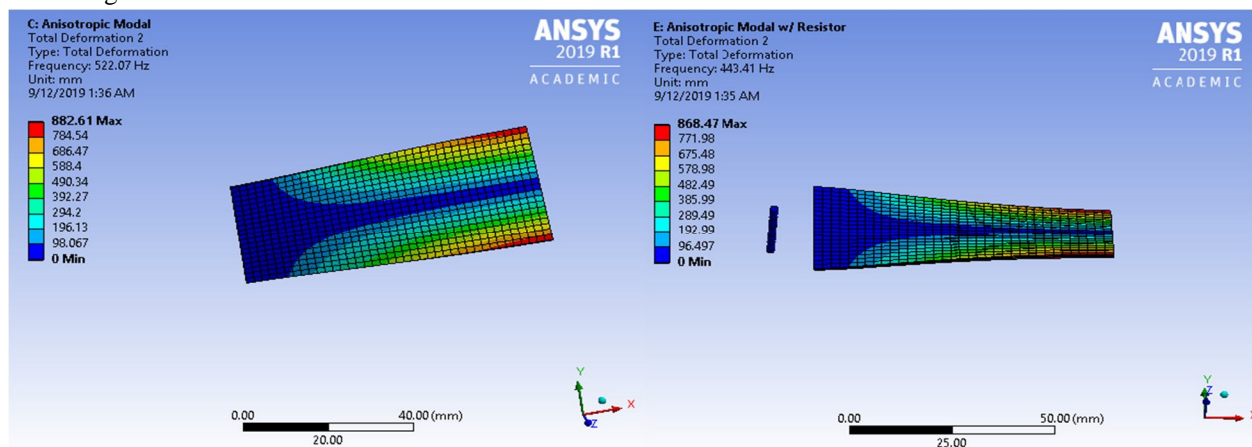 C: Anisotropic Modal
Total Deformation 2
Type: Total Deformation
Frequency: 522.07 Hz
Unit: mm
9/12/2019 1:36 AM
882.61 Max
784.54
686.47
588.4
490.34
392.27
294.2
196.13
98.067
0 Min
ANSYS
2019 R1
ACADEMIC
0.00
40.00 (mm)
20.00
Y
X
Z
E: Anisotropic Modal w/ Resistor
Total Deformation 2
Type: Total Deformation
Frequency: 443.41 Hz
Unit: mm
9/12/2019 1:35 AM
868.47 Max
771.98
675.48
578.98
482.49
385.99
289.49
192.99
96.497
0 Min
ANSYS
2019 R1
ACADEMIC
0.00
50.00 (mm)
25.00
Y
Z
X